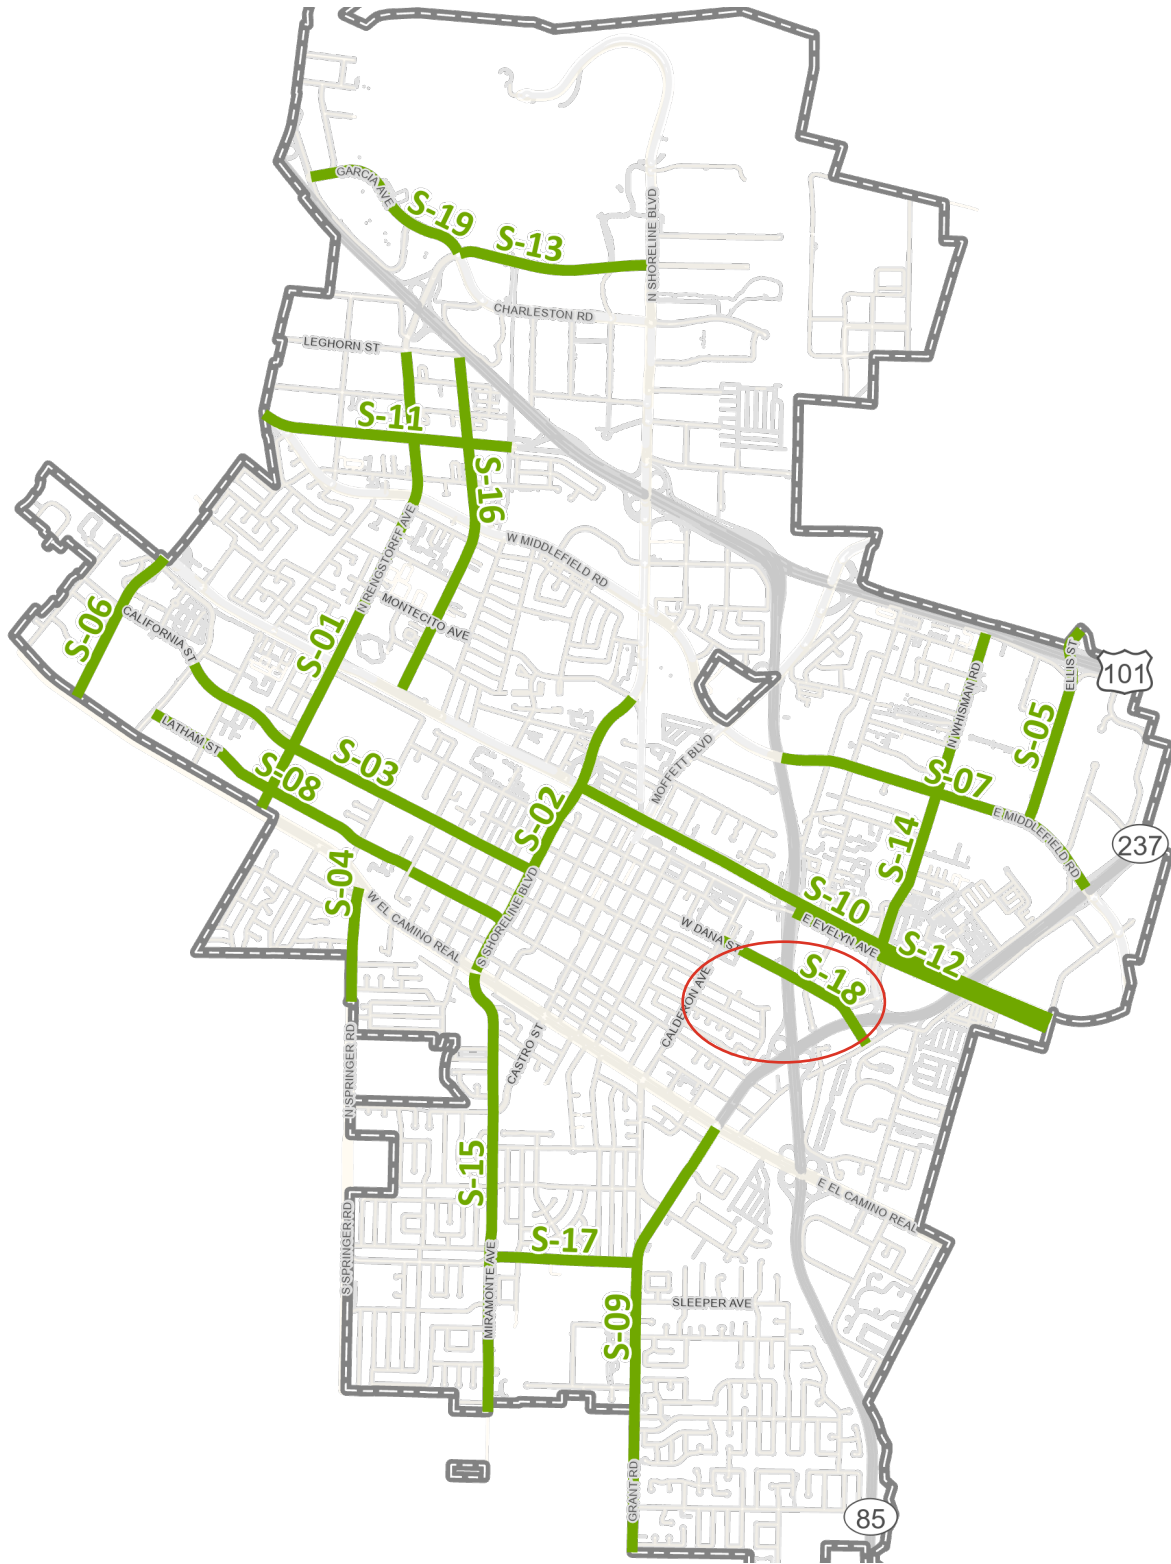 GARCIA AVE
S-19
S-13
N SHORELINE BLVD
CHARLESTON RD
LEGHORN ST
S-11
S-16
N RENGSTORFF AVE
W MIDDLEFIELD RD
MONTECITO AVE
S-06
CALIFORNIA ST
S-01
ELLIS ST
101
N WHISMAN RD
S-05
LATHAM ST
S-08
S-03
MOFFETT BLVD
S-02
S-07
E MIDDLEFIELD RD
S-14
237
S-04
W EL CAMINO REAL
S SHORELINE BLVD
S-10
E EVELYN AVE
S-12
W DANA ST
S-18
CALDERON AVE
CASTRO ST
N SPRINGER RD
S-15
E EL CAMINO REAL
S SPRINGER RD
S-17
MIRAMONTE AVE
SLEEPER AVE
S-09
GRANT RD
85